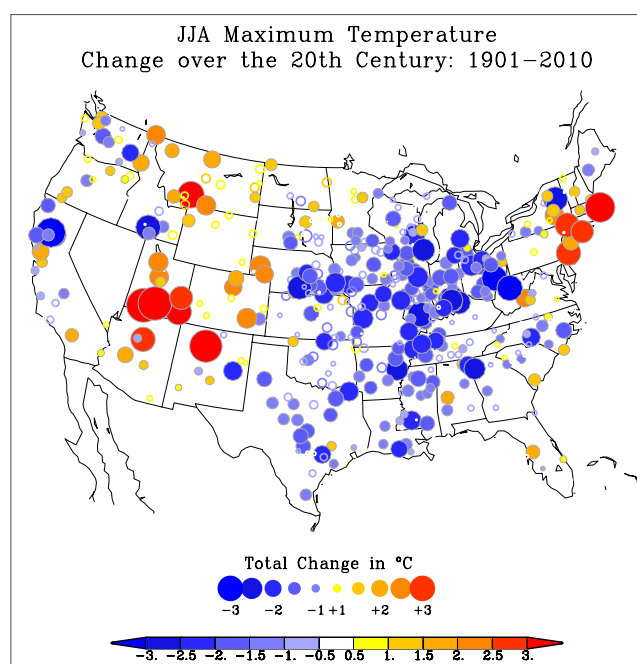 JJA Maximum Temperature
Change over the 20th Century: 1901−2010
Total Change in °C
−3 −2 −1 +1 +2 +3
−3. −2.5 −2. −1.5 −1. −0.5 0.5 1. 1.5 2. 2.5 3.